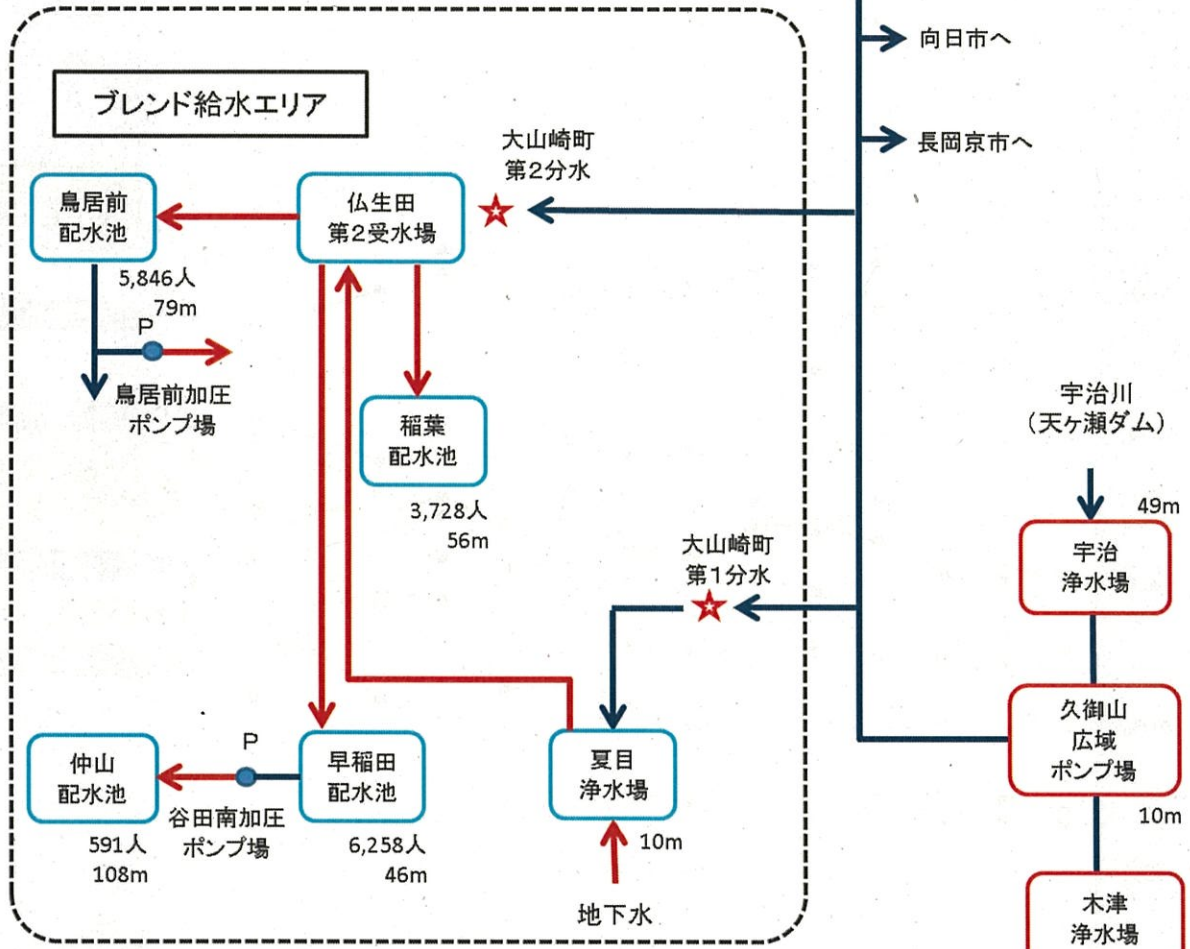 向日市へ
ブレンド給水エリア
長岡京市へ
大山崎町
第2分水
鳥居前
配水池
仏生田
第2受水場
5,846人
79m
P
鳥居前加圧
ポンプ場
稲葉
配水池
3,728人
56m
宇治川
(天ヶ瀬ダム)
49m
宇治
浄水場
大山崎町
第1分水
久御山
広域
ポンプ場
10m
P
仲山
配水池
591人
108m
谷田南加圧
ポンプ場
早稲田
配水池
6,258人
46m
夏目
浄水場
10m
地下水
木津
浄水場